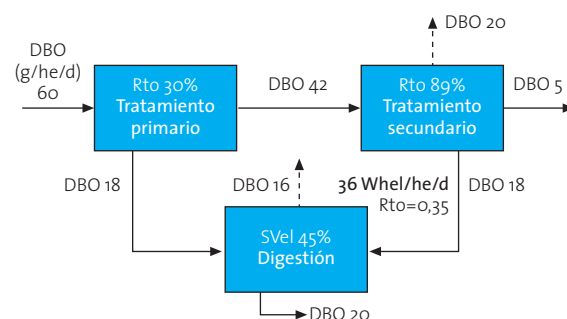 DBO 20
DBO
(g/he/d)
60
Rto 30%
Tratamiento
primario
DBO 42
Rto 89%
Tratamiento
secundario
DBO 5
DBO 18
DBO 16
36 Whel/he/d
Rto=0,35
DBO 18
SVel 45%
Digestión
DBO 20